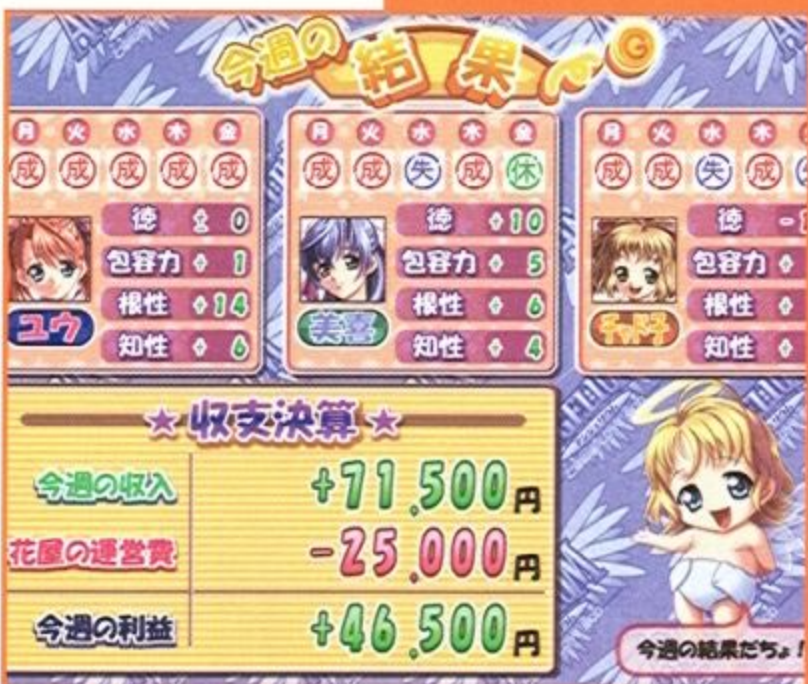 今週の結果
G
月 火 水 木 金
成 成 成 成 成
徳 ± 0
包容力 + 1
根性 +14
知性 + 6
ユウ
月 火 水 木 金
成 成 失 成 休
徳 +10
包容力 + 5
根性 + 6
知性 + 4
美喜
月 火 水 木
成 成 失 成
徳 -
包容力 +
根性 +
知性 +
チャド子
★ 収支決算 ★
今週の収入 +71,500円
花屋の運営費 -25,000円
今週の利益 +46,500円
今週の結果だちょ!